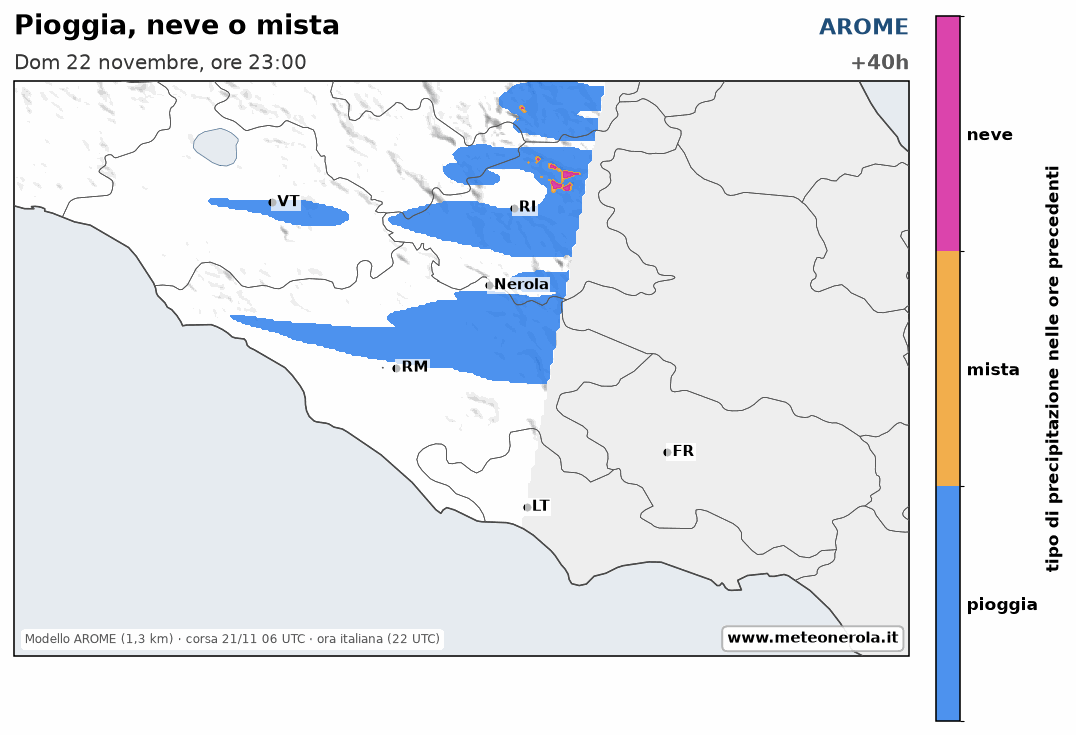 Pioggia, neve o mista
AROME
Dom 22 novembre, ore 23:00
+40h
neve
mista
pioggia
tipo di precipitazione nelle ore precedenti
VT
RI
Nerola
RM
FR
LT
Modello AROME (1,3 km) · corsa 21/11 06 UTC · ora italiana (22 UTC)
www.meteonerola.it